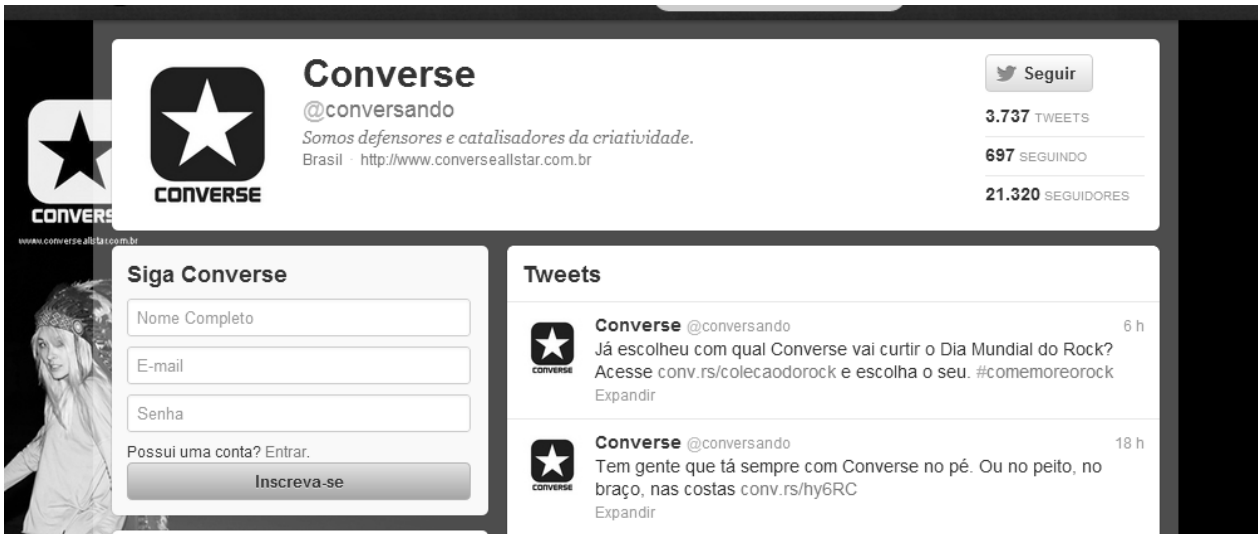 CONVERSE
www.converseallstar.com.br
CONVERSE
Converse
@conversando
Somos defensores e catalisadores da criatividade.
Brasil · http://www.converseallstar.com.br
Seguir
3.737 TWEETS
697 SEGUINDO
21.320 SEGUIDORES
Siga Converse
Nome Completo
E-mail
Senha
Possui uma conta? Entrar.
Inscreva-se
Tweets
CONVERSE
Converse @conversando 6 h
Já escolheu com qual Converse vai curtir o Dia Mundial do Rock?
Acesse conv.rs/colecaodorock e escolha o seu. #comemoreorock
Expandir
CONVERSE
Converse @conversando 18 h
Tem gente que tá sempre com Converse no pé. Ou no peito, no
braço, nas costas conv.rs/hy6RC
Expandir